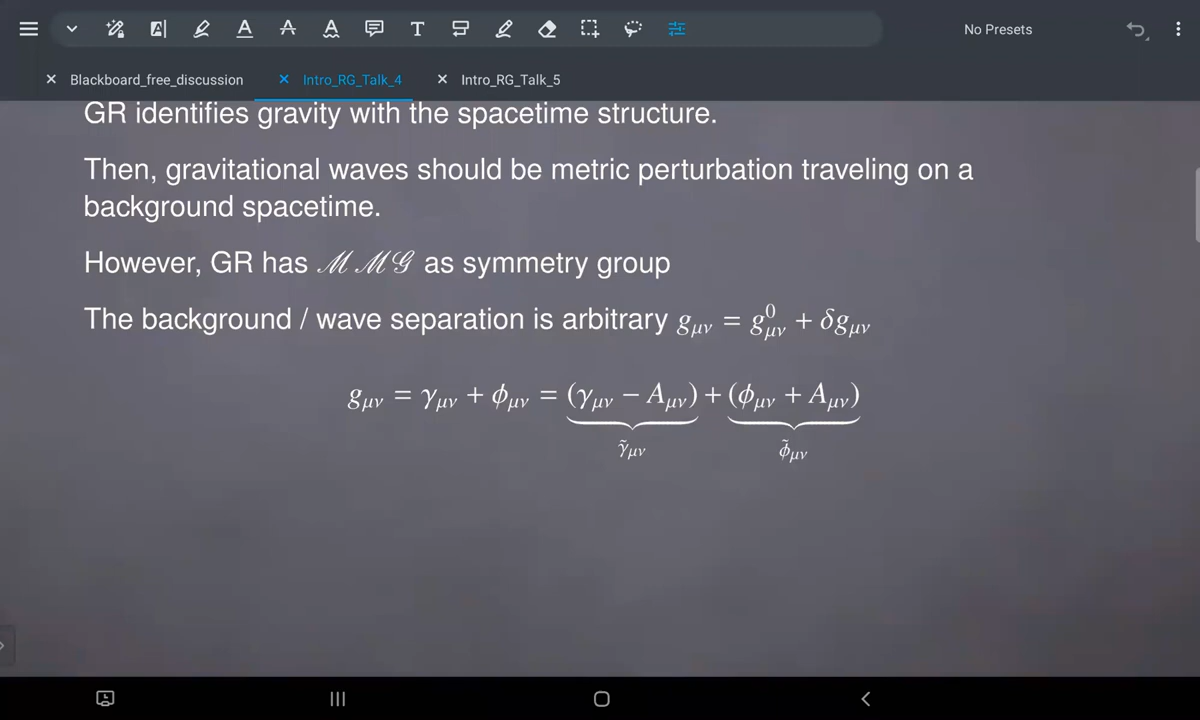 No Presets
Blackboard_free_discussion Intro_RG_Talk_4 Intro_RG_Talk_5
GR identifies gravity with the spacetime structure.
Then, gravitational waves should be metric perturbation traveling on a
background spacetime.
However, GR has ℳℳ𝒢 as symmetry group
The background / wave separation is arbitrary g_{μν} = g^0_{μν} + δg_{μν}
g_{μν} = γ_{μν} + ϕ_{μν} = (γ_{μν} − A_{μν}) + (ϕ_{μν} + A_{μν})
γ̃_{μν} ϕ̃_{μν}